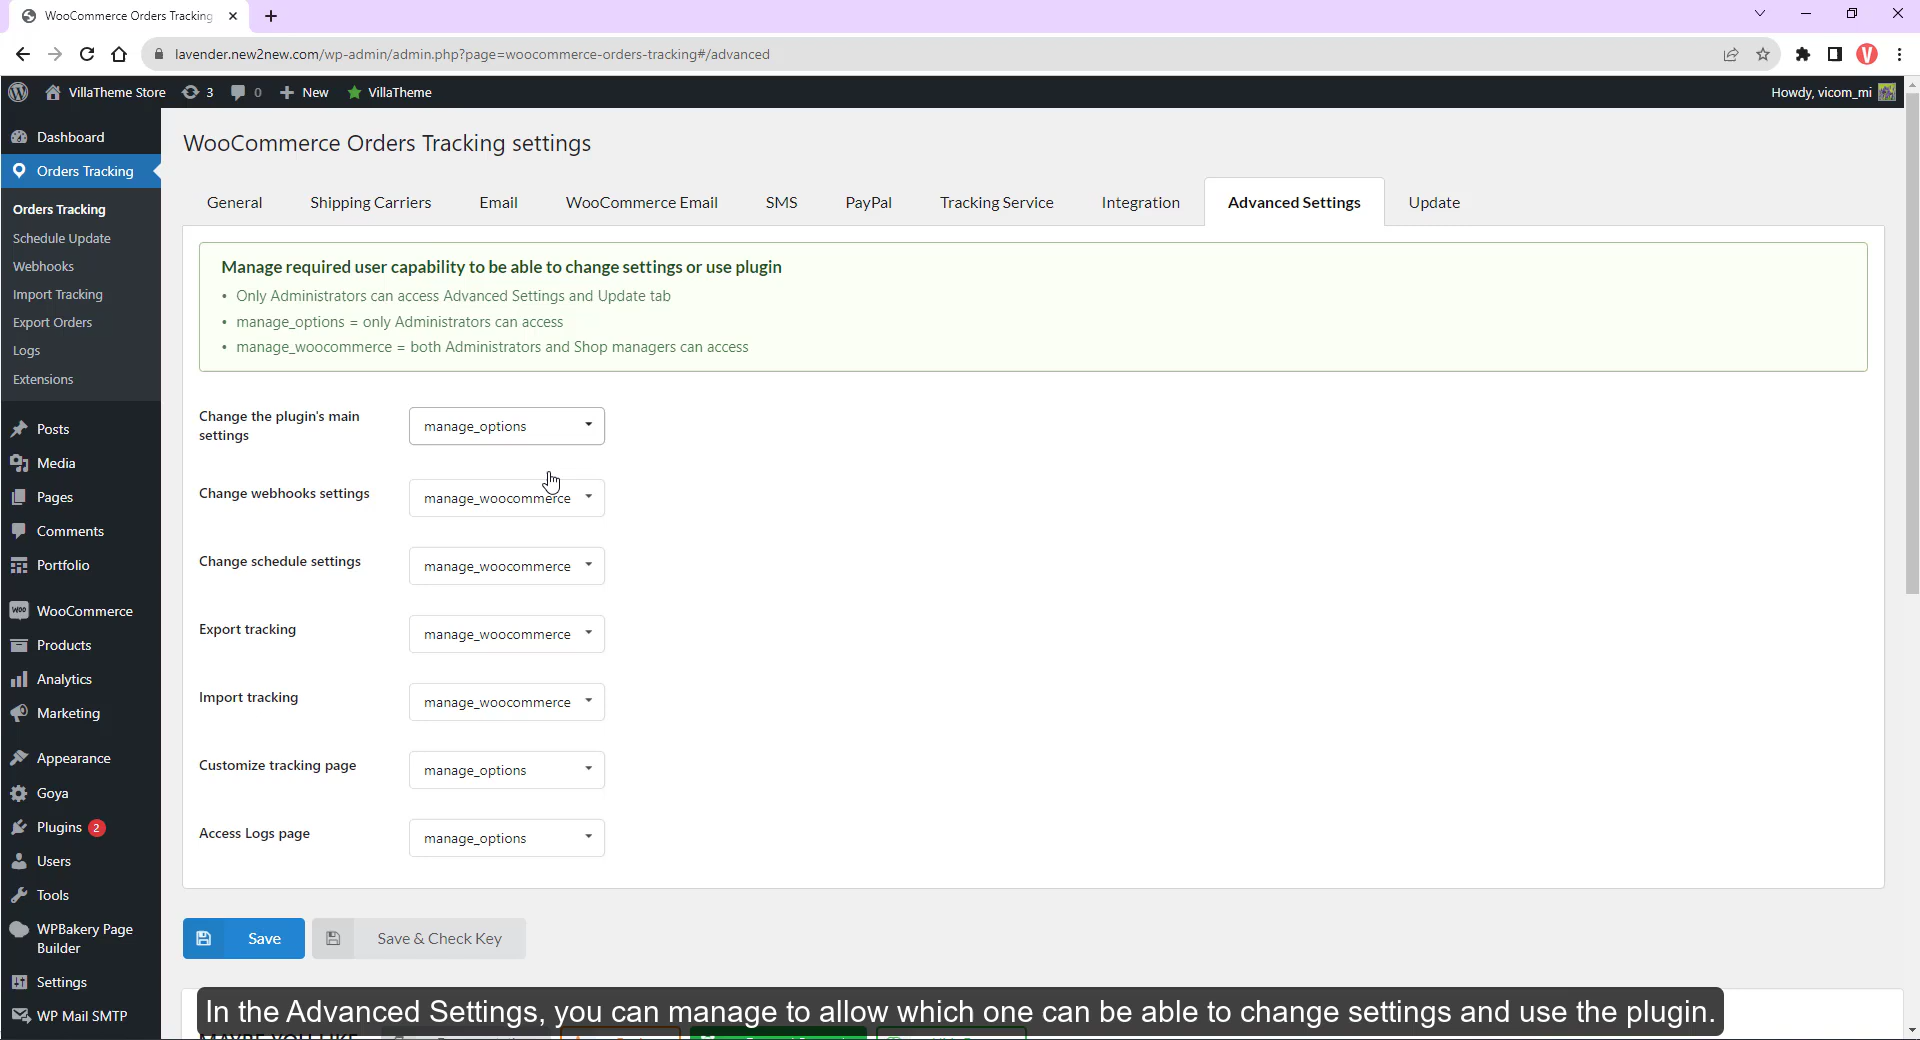 WooCommerce Orders Tracking
lavender.new2new.com/wp-admin/admin.php?page=woocommerce-orders-tracking#/advanced
VillaTheme Store 3 0 New VillaTheme Howdy, vicom_mi
Dashboard
Orders Tracking
Orders Tracking
Schedule Update
Webhooks
Import Tracking
Export Orders
Logs
Extensions
Posts
Media
Pages
Comments
Portfolio
WooCommerce
Products
Analytics
Marketing
Appearance
Goya
Plugins 2
Users
Tools
WPBakery Page
Builder
Settings
WP Mail SMTP
WooCommerce Orders Tracking settings
General Shipping Carriers Email WooCommerce Email SMS PayPal Tracking Service Integration Advanced Settings Update
Manage required user capability to be able to change settings or use plugin
• Only Administrators can access Advanced Settings and Update tab
• manage_options = only Administrators can access
• manage_woocommerce = both Administrators and Shop managers can access
Change the plugin's main
settings
manage_options
Change webhooks settings manage_woocommerce
Change schedule settings manage_woocommerce
Export tracking manage_woocommerce
Import tracking manage_woocommerce
Customize tracking page manage_options
Access Logs page manage_options
Save Save & Check Key
In the Advanced Settings, you can manage to allow which one can be able to change settings and use the plugin.
MAYBE YOU LIKE